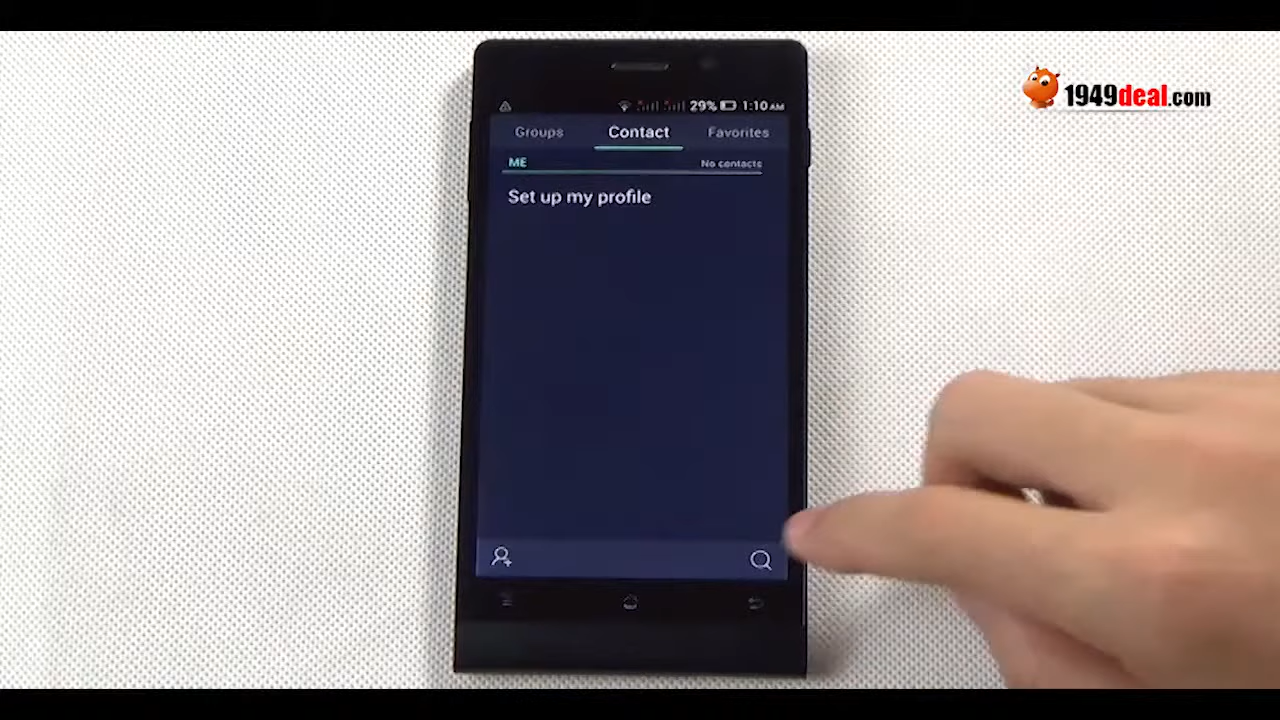 1949deal.com
29% 1:10 AM
Groups Contact Favorites
ME No contacts
Set up my profile